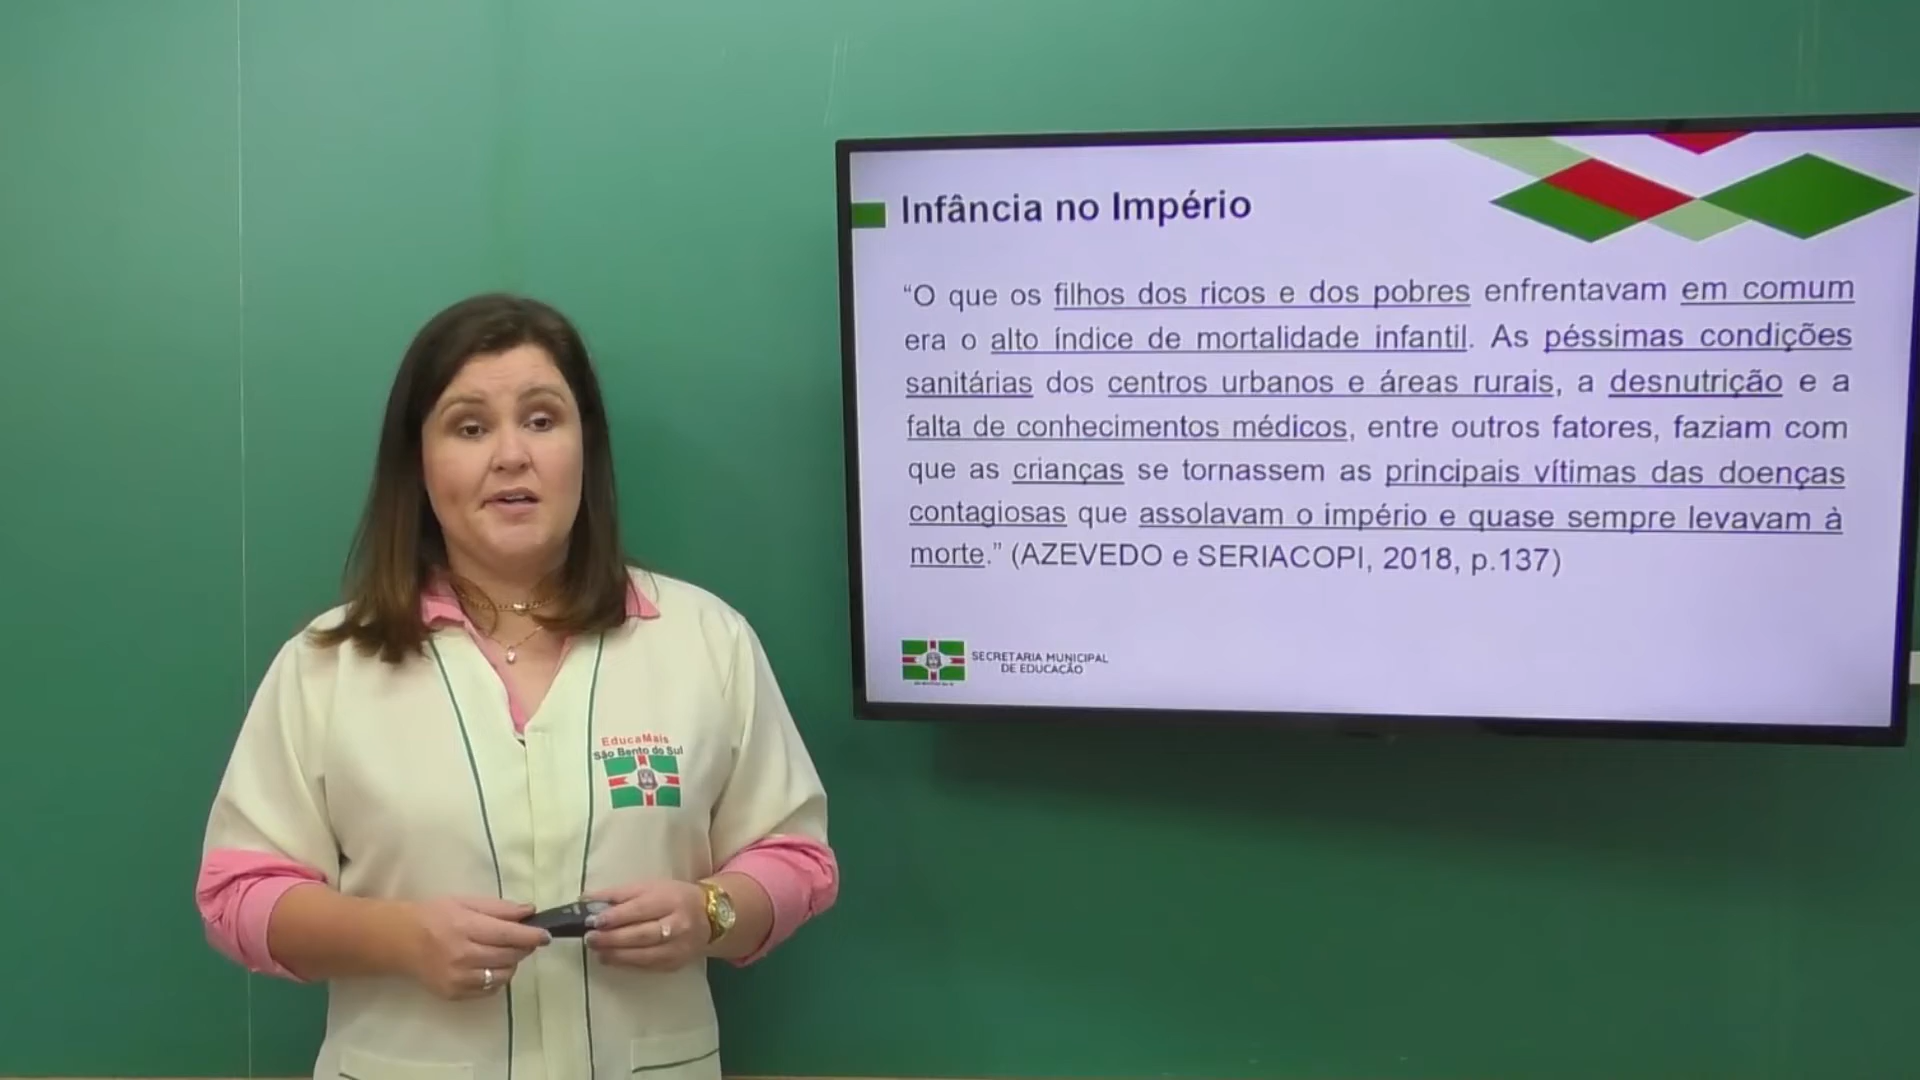 Infância no Império
“O que os filhos dos ricos e dos pobres enfrentavam em comum
era o alto índice de mortalidade infantil. As péssimas condições
sanitárias dos centros urbanos e áreas rurais, a desnutrição e a
falta de conhecimentos médicos, entre outros fatores, faziam com
que as crianças se tornassem as principais vítimas das doenças
contagiosas que assolavam o império e quase sempre levavam à
morte.” (AZEVEDO e SERIACOPI, 2018, p.137)
SECRETARIA MUNICIPAL
DE EDUCAÇÃO
EducaMais
São Bento do Sul